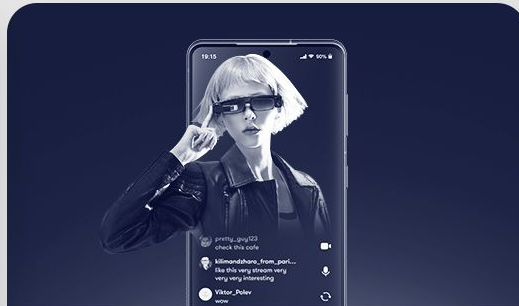 19:15
90%
pretty_guy123
check this cafe
kilimandzharo_from_pari...
like this very stream very
very very interesting
Viktor_Polev
wow